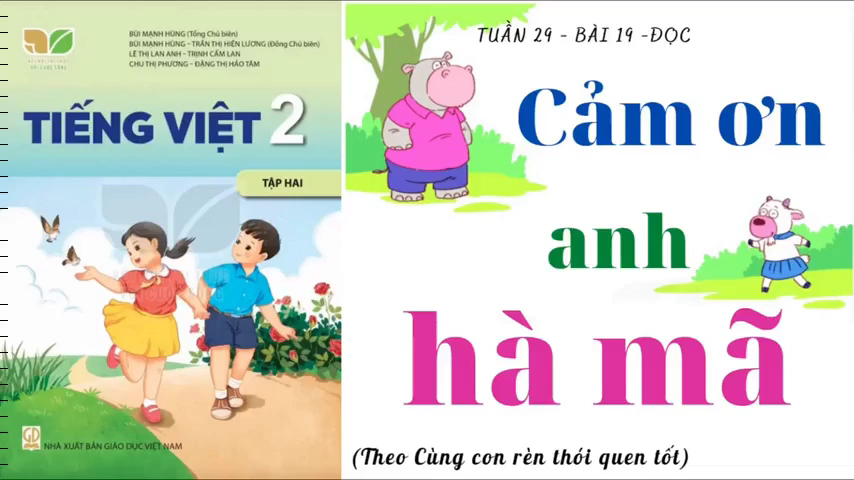 BÙI MẠNH HÙNG (Tổng Chủ biên)
BÙI MẠNH HÙNG – TRẦN THỊ HIỀN LƯƠNG (Đồng Chủ biên)
LÊ THỊ LAN ANH – TRỊNH CẨM LAN
CHU THỊ PHƯƠNG – ĐẶNG THỊ HẢO TÂM
TIẾNG VIỆT 2
TẬP HAI
NHÀ XUẤT BẢN GIÁO DỤC VIỆT NAM
TUẦN 29 - BÀI 19 -ĐỌC
Cảm ơn
anh
hà mã
(Theo Cùng con rèn thói quen tốt)